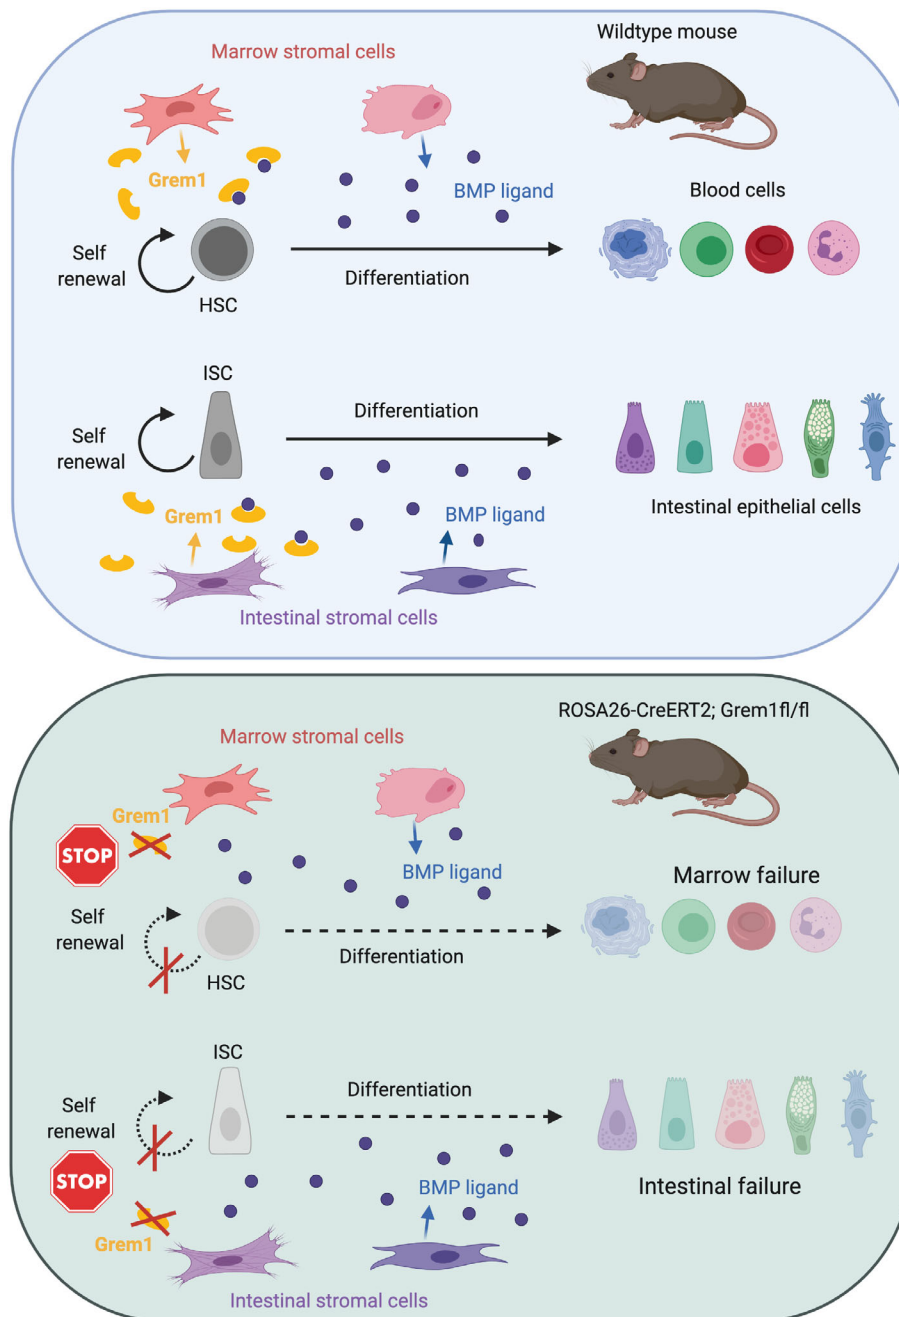 Wildtype mouse
Marrow stromal cells
Grem1
BMP ligand
Blood cells
Self
renewal
HSC
Differentiation
ISC
Differentiation
Self
renewal
Grem1
BMP ligand
Intestinal epithelial cells
Intestinal stromal cells
ROSA26-CreERT2; Grem1fl/fl
Marrow stromal cells
Grem1
STOP
BMP ligand
Marrow failure
Self
renewal
HSC
Differentiation
ISC
Differentiation
Self
renewal
STOP
BMP ligand
Intestinal failure
Grem1
Intestinal stromal cells